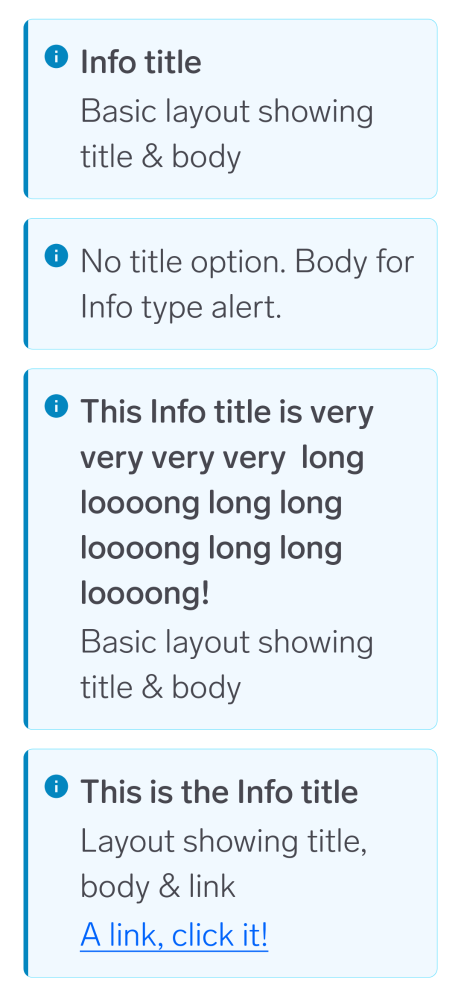 Info title
Basic layout showing
title & body
No title option. Body for
Info type alert.
This Info title is very
very very very  long
loooong long long
loooong long long
loooong!
Basic layout showing
title & body
This is the Info title
Layout showing title,
body & link
A link, click it!